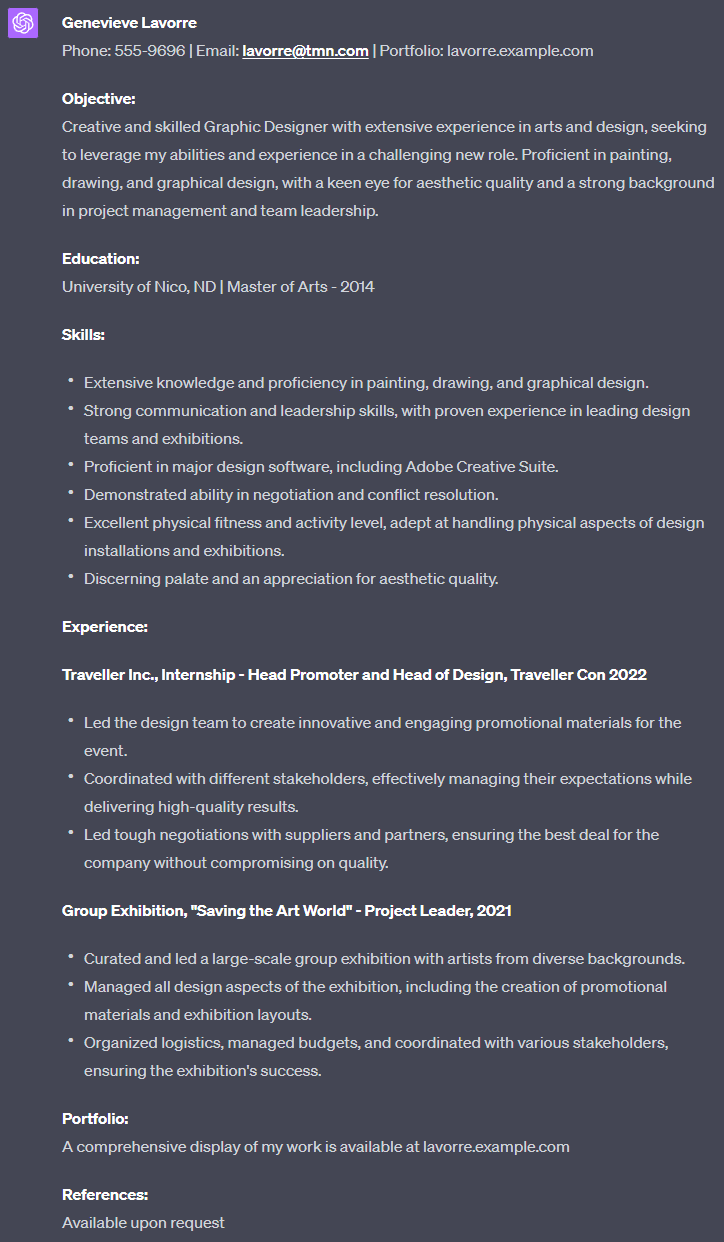 Genevieve Lavorre
Phone: 555-9696 | Email: lavorre@tmn.com | Portfolio: lavorre.example.com
Objective:
Creative and skilled Graphic Designer with extensive experience in arts and design, seeking
to leverage my abilities and experience in a challenging new role. Proficient in painting,
drawing, and graphical design, with a keen eye for aesthetic quality and a strong background
in project management and team leadership.
Education:
University of Nico, ND | Master of Arts - 2014
Skills:
• Extensive knowledge and proficiency in painting, drawing, and graphical design.
• Strong communication and leadership skills, with proven experience in leading design
teams and exhibitions.
• Proficient in major design software, including Adobe Creative Suite.
• Demonstrated ability in negotiation and conflict resolution.
• Excellent physical fitness and activity level, adept at handling physical aspects of design
installations and exhibitions.
• Discerning palate and an appreciation for aesthetic quality.
Experience:
Traveller Inc., Internship - Head Promoter and Head of Design, Traveller Con 2022
• Led the design team to create innovative and engaging promotional materials for the
event.
• Coordinated with different stakeholders, effectively managing their expectations while
delivering high-quality results.
• Led tough negotiations with suppliers and partners, ensuring the best deal for the
company without compromising on quality.
Group Exhibition, "Saving the Art World" - Project Leader, 2021
• Curated and led a large-scale group exhibition with artists from diverse backgrounds.
• Managed all design aspects of the exhibition, including the creation of promotional
materials and exhibition layouts.
• Organized logistics, managed budgets, and coordinated with various stakeholders,
ensuring the exhibition's success.
Portfolio:
A comprehensive display of my work is available at lavorre.example.com
References:
Available upon request